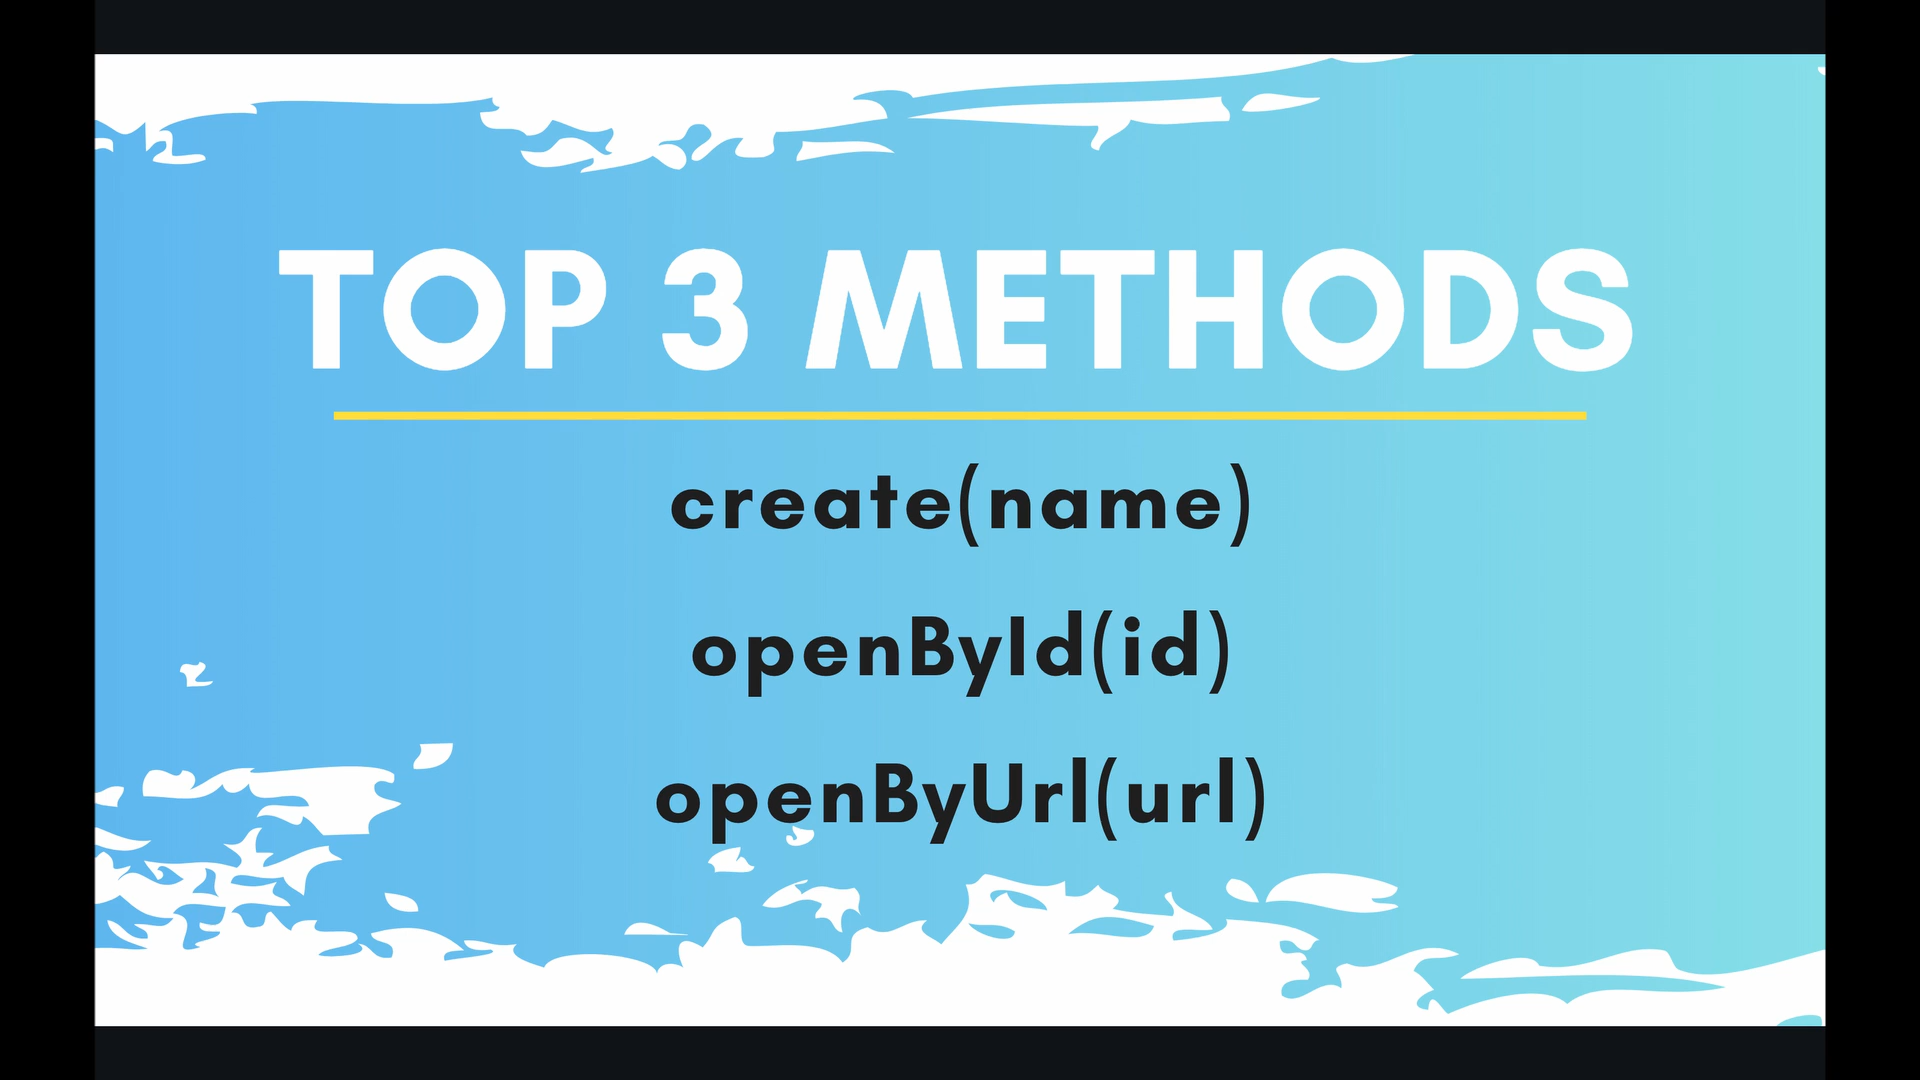 TOP 3 METHODS
create(name)
openById(id)
openByUrl(url)